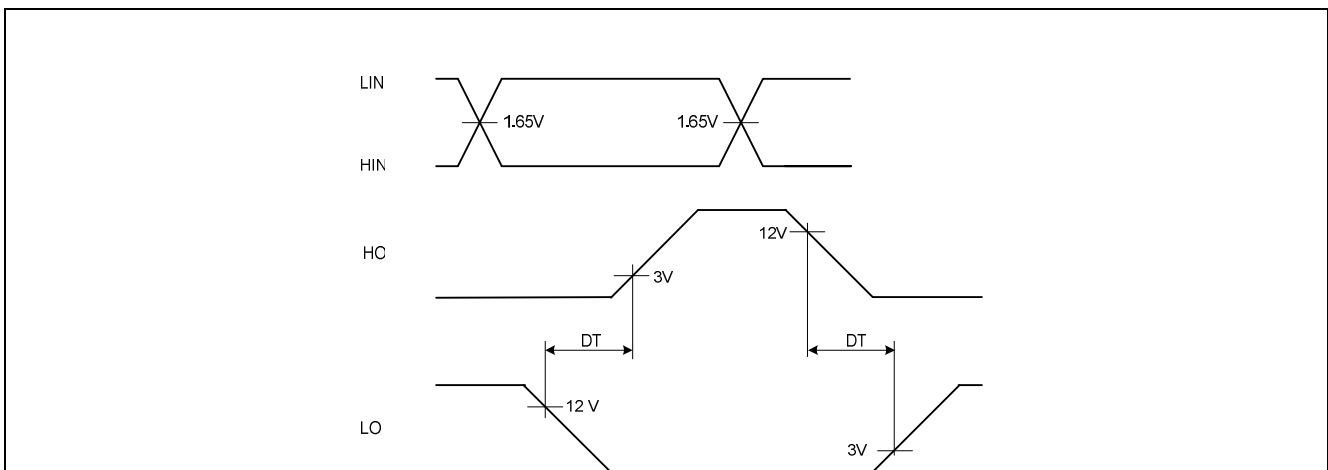 LIN
1.65V 1.65V
HIN
12V
HO
3V
DT DT
12 V
LO
3V